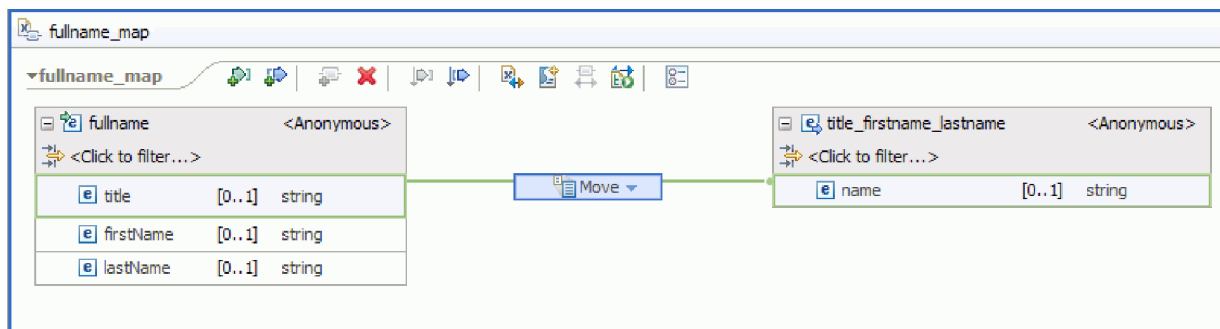 fullname_map
fullname_map
fullname <Anonymous>
<Click to filter...>
title [0..1] string
firstName [0..1] string
lastName [0..1] string
Move
title_firstname_lastname <Anonymous>
<Click to filter...>
name [0..1] string